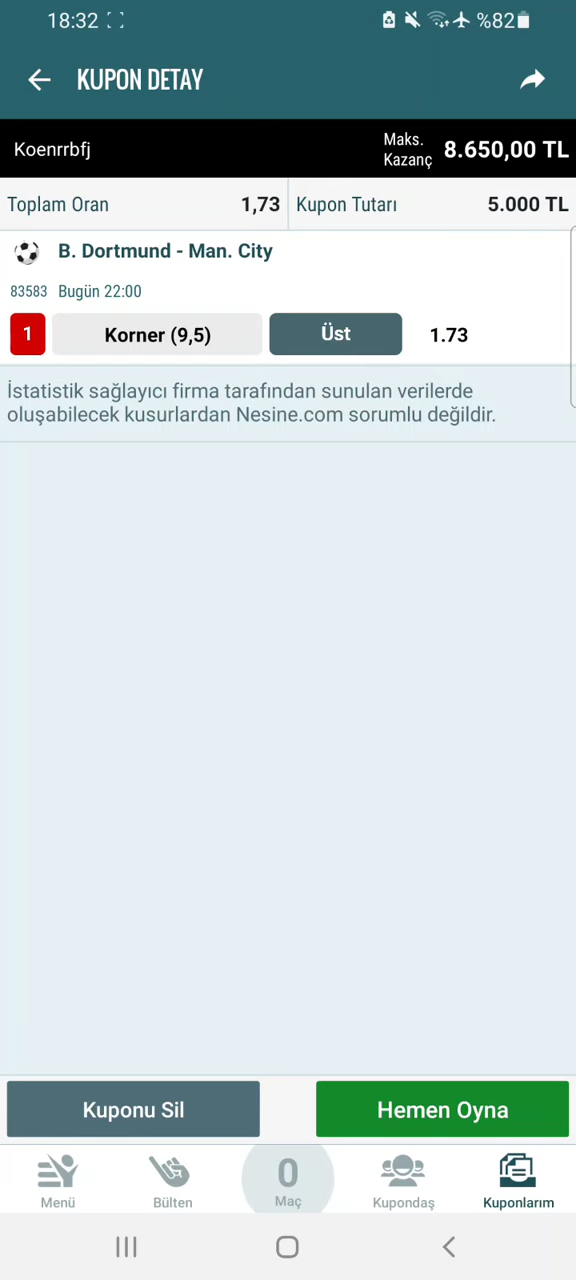 18:32 %82
KUPON DETAY
Koenrrbfj
Maks.
Kazanç
8.650,00 TL
Toplam Oran 1,73 Kupon Tutarı 5.000 TL
B. Dortmund - Man. City
83583 Bugün 22:00
1 Korner (9,5) Üst 1.73
İstatistik sağlayıcı firma tarafından sunulan verilerde
oluşabilecek kusurlardan Nesine.com sorumlu değildir.
Kuponu Sil Hemen Oyna
0
Menü Bülten Maç Kupondaş Kuponlarım